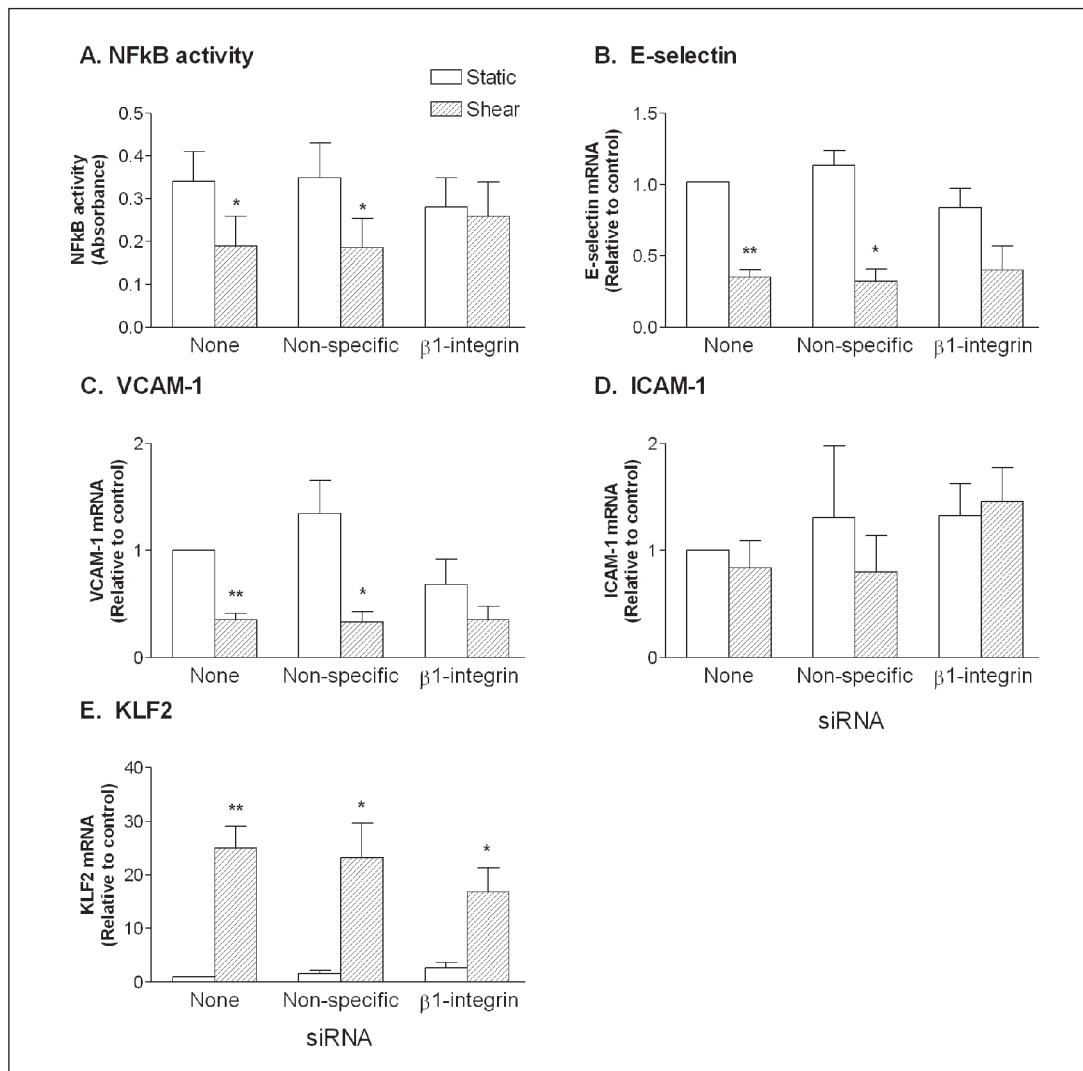 A. NFkB activity
Static
Shear
NFkB activity
(Absorbance)
0.5
0.4
0.3
0.2
0.1
0.0
*
*
None
Non-specific
β1-integrin
B. E-selectin
E-selectin mRNA
(Relative to control)
1.5
1.0
0.5
0.0
**
*
None
Non-specific
β1-integrin
C. VCAM-1
VCAM-1 mRNA
(Relative to control)
2
1
0
**
*
None
Non-specific
β1-integrin
D. ICAM-1
ICAM-1 mRNA
(Relative to control)
2
1
0
None
Non-specific
β1-integrin
siRNA
E. KLF2
KLF2 mRNA
(Relative to control)
40
30
20
10
0
**
*
*
None
Non-specific
β1-integrin
siRNA